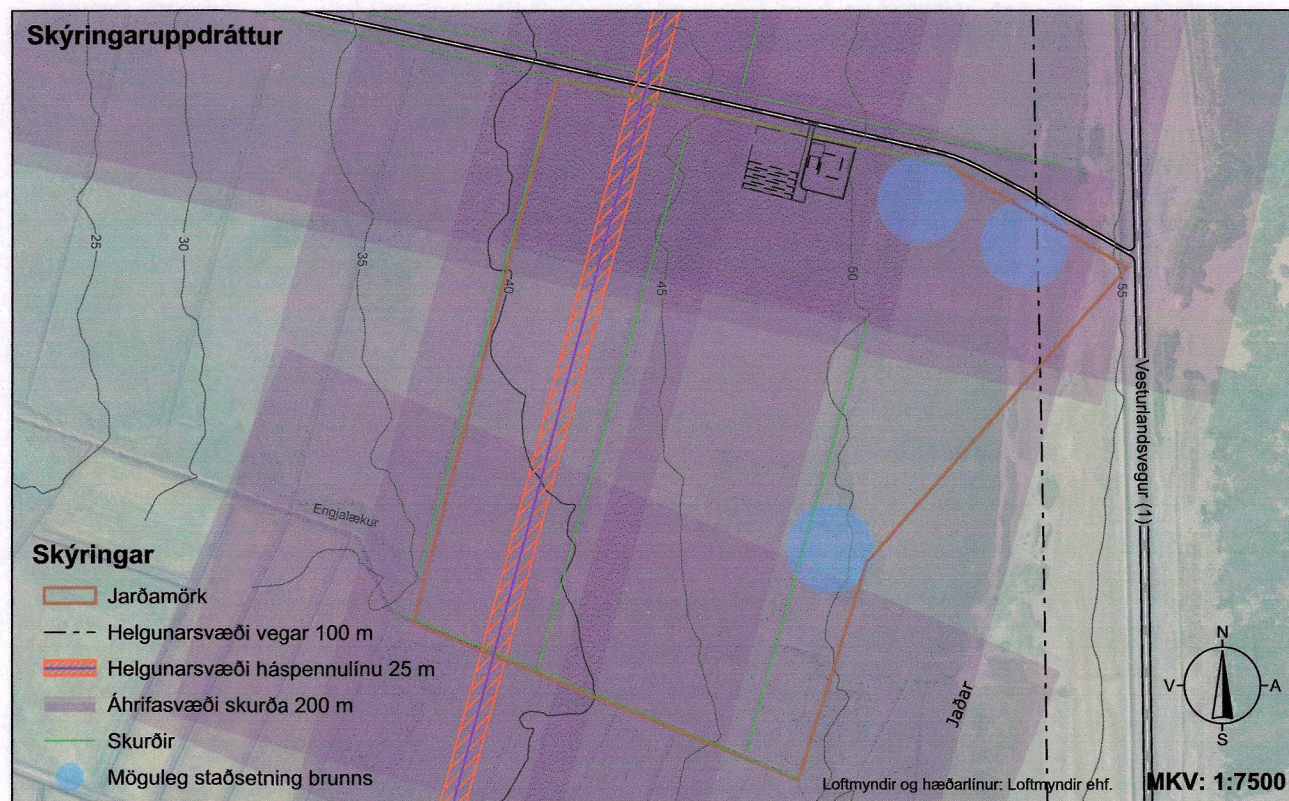 Skýringaruppdráttur
25
30
35
40
45
50
55
Vesturlandsvegur (1)
Engjalækur
Jaðar
Skýringar
Jarðamörk
Helgunarsvæði vegar 100 m
Helgunarsvæði háspennulínu 25 m
Áhrifasvæði skurða 200 m
Skurðir
Möguleg staðsetning brunns
N
V
A
S
Loftmyndir og hæðarlínur: Loftmyndir ehf.
MKV: 1:7500